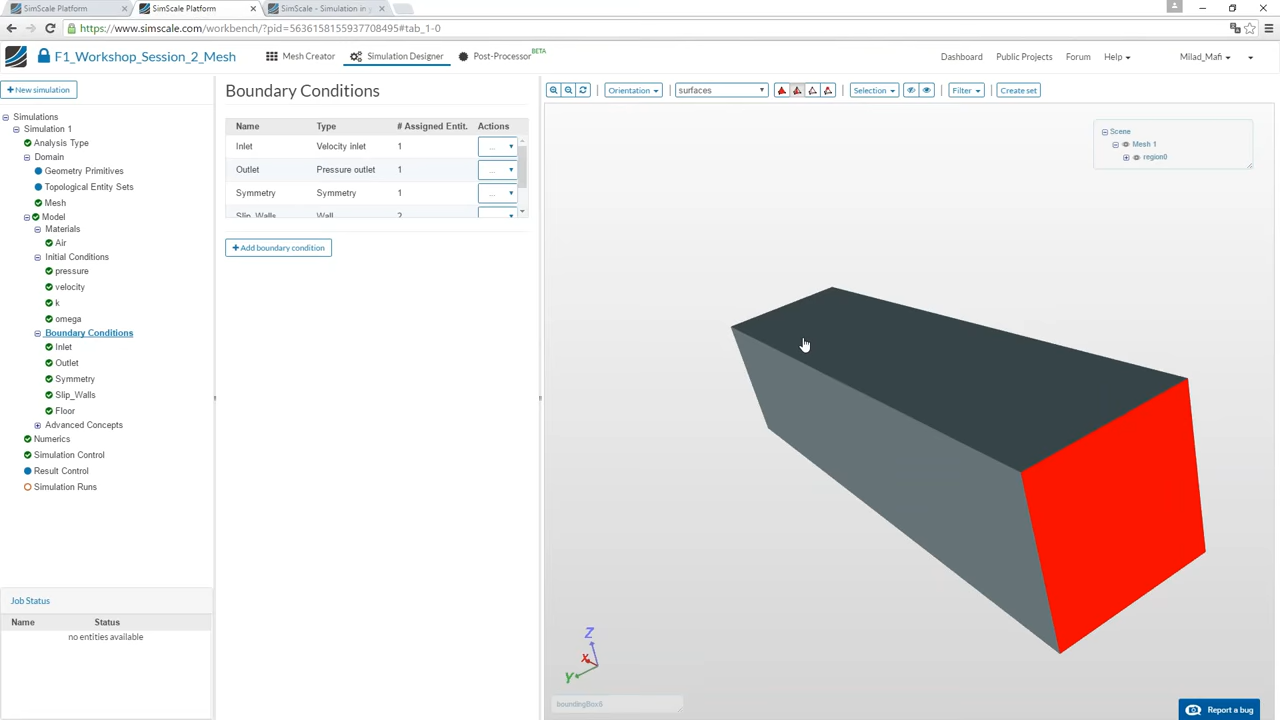 SimScale Platform
SimScale Platform
SimScale - Simulation in y
https://www.simscale.com/workbench/?pid=5636158155937708495#tab_1-0
F1_Workshop_Session_2_Mesh
Mesh Creator
Simulation Designer
Post-Processor BETA
Dashboard
Public Projects
Forum
Help
Milad_Mafi
+ New simulation
Simulations
Simulation 1
Analysis Type
Domain
Geometry Primitives
Topological Entity Sets
Mesh
Model
Materials
Air
Initial Conditions
pressure
velocity
k
omega
Boundary Conditions
Inlet
Outlet
Symmetry
Slip_Walls
Floor
Advanced Concepts
Numerics
Simulation Control
Result Control
Simulation Runs
Job Status
Name Status
no entities available
Boundary Conditions
Name Type # Assigned Entit. Actions
Inlet Velocity inlet 1 ...
Outlet Pressure outlet 1 ...
Symmetry Symmetry 1 ...
Slip_Walls Wall 2
+ Add boundary condition
Orientation
surfaces
Selection
Filter
Create set
Scene
Mesh 1
region0
Z
X
Y
boundingBox6
Report a bug